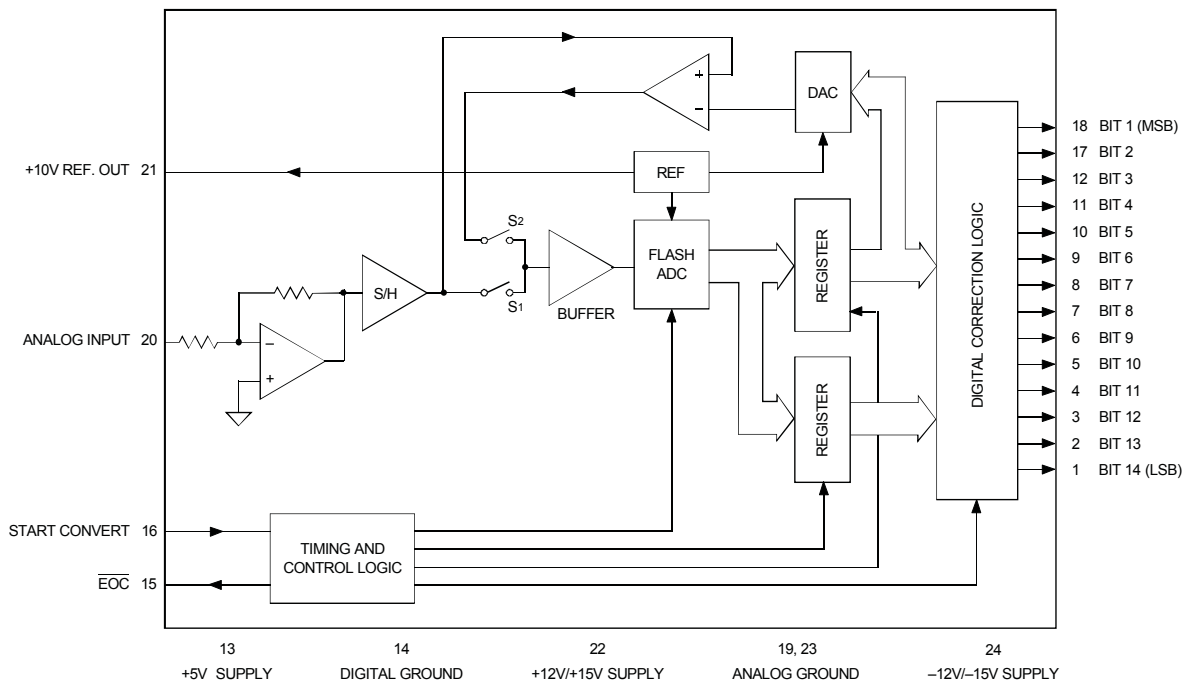 +
−
DAC
18 BIT 1 (MSB)
17 BIT 2
+10V REF. OUT 21
REF
12 BIT 3
11 BIT 4
S2
10 BIT 5
FLASH
ADC
REGISTER
DIGITAL CORRECTION LOGIC
9 BIT 6
8 BIT 7
S/H
S1
BUFFER
7 BIT 8
ANALOG INPUT 20
−
+
6 BIT 9
5 BIT 10
REGISTER
4 BIT 11
3 BIT 12
2 BIT 13
1 BIT 14 (LSB)
START CONVERT 16
TIMING AND
CONTROL LOGIC
EOC 15
13
+5V SUPPLY
14
DIGITAL GROUND
22
+12V/+15V SUPPLY
19, 23
ANALOG GROUND
24
–12V/–15V SUPPLY